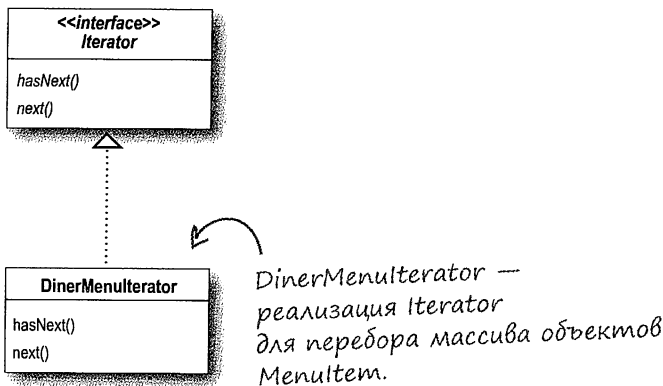 <<interface>>
Iterator
hasNext()
next()
DinerMenuIterator
hasNext()
next()
DinerMenuIterator —
реализация Iterator
для перебора массива объектов
MenuItem.